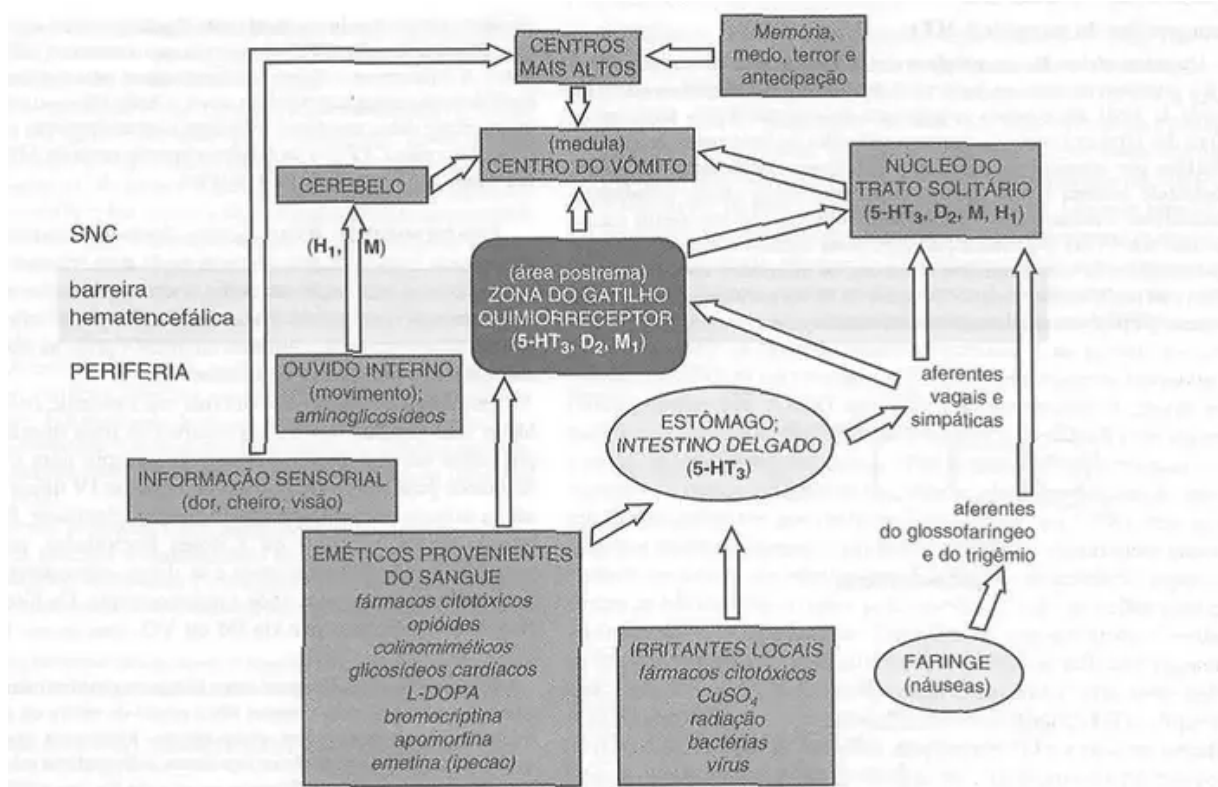 CENTROS
MAIS ALTOS
Memória,
medo, terror e
antecipação
(medula)
CENTRO DO VÔMITO
NÚCLEO DO
TRATO SOLITÁRIO
(5-HT3, D2, M, H1)
CEREBELO
SNC
(H1, M)
barreira
hematencefálica
(área postrema)
ZONA DO GATILHO
QUIMIORRECEPTOR
(5-HT3, D2, M1)
PERIFERIA
OUVIDO INTERNO
(movimento);
aminoglicosídeos
aferentes
vagais e
simpáticas
ESTÔMAGO;
INTESTINO DELGADO
(5-HT3)
INFORMAÇÃO SENSORIAL
(dor, cheiro, visão)
aferentes
do glossofaríngeo
e do trigêmio
EMÉTICOS PROVENIENTES
DO SANGUE
fármacos citotóxicos
opióides
colinomiméticos
glicosídeos cardíacos
L-DOPA
bromocriptina
apomorfina
emetina (ipecac)
IRRITANTES LOCAIS
fármacos citotóxicos
CuSO4
radiação
bactérias
vírus
FARINGE
(náuseas)